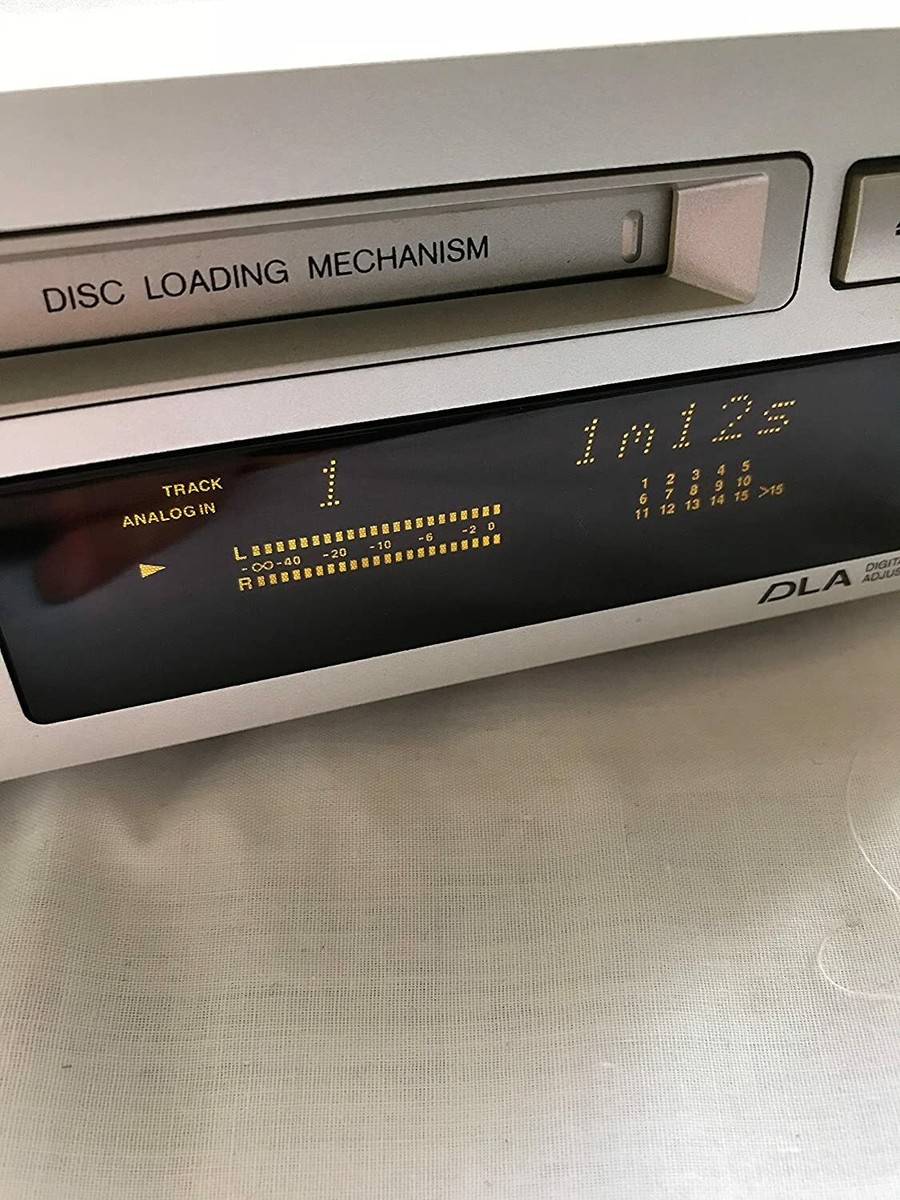 DISC LOADING MECHANISM
TRACK 1 1m12s
ANALOG IN
L
-∞ -40 -20 -10 -6 -2 0
R
1 2 3 4 5
6 7 8 9 10
11 12 13 14 15 >15
DLA